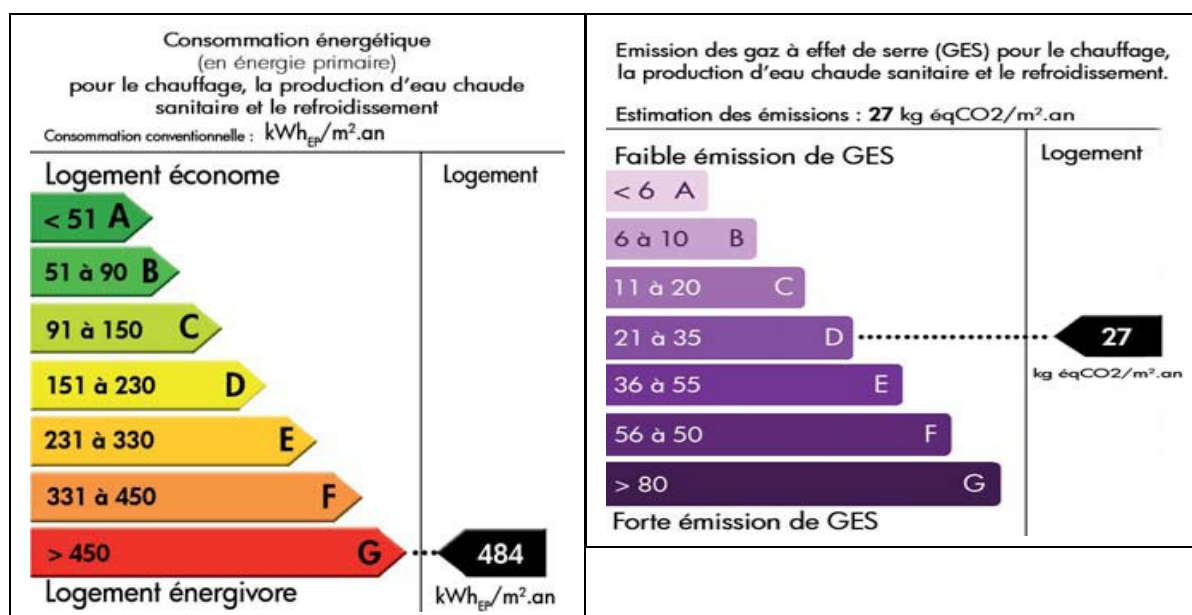 Consommation énergétique
(en énergie primaire)
pour le chauffage, la production d'eau chaude
sanitaire et le refroidissement
Consommation conventionnelle : kWhEP/m².an
Logement économe
Logement
< 51 A
51 à 90 B
91 à 150 C
151 à 230 D
231 à 330 E
331 à 450 F
> 450 G
484
Logement énergivore
kWhEP/m².an
Emission des gaz à effet de serre (GES) pour le chauffage,
la production d'eau chaude sanitaire et le refroidissement.
Estimation des émissions : 27 kg éqCO2/m².an
Faible émission de GES
Logement
< 6 A
6 à 10 B
11 à 20 C
21 à 35 D
27
kg éqCO2/m².an
36 à 55 E
56 à 50 F
> 80 G
Forte émission de GES